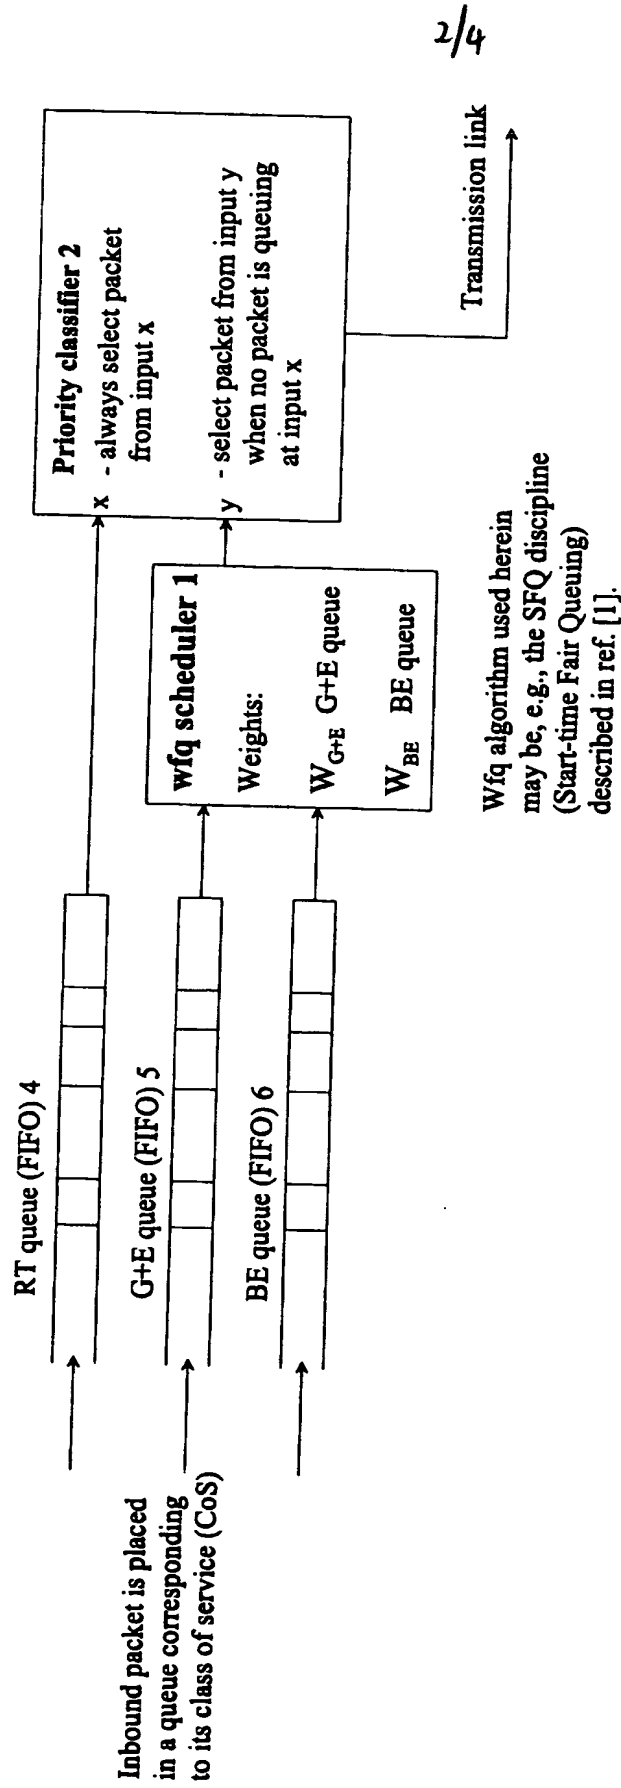 2/4
Inbound packet is placed
in a queue corresponding
to its class of service (CoS)
RT queue (FIFO) 4
G+E queue (FIFO) 5
BE queue (FIFO) 6
wfq scheduler 1
Weights:
W_G+E G+E queue
W_BE BE queue
Priority classifier 2
x - always select packet
from input x
y - select packet from input y
when no packet is queuing
at input x
Transmission link
Wfq algorithm used herein
may be, e.g., the SFQ discipline
(Start-time Fair Queuing)
described in ref. [1].